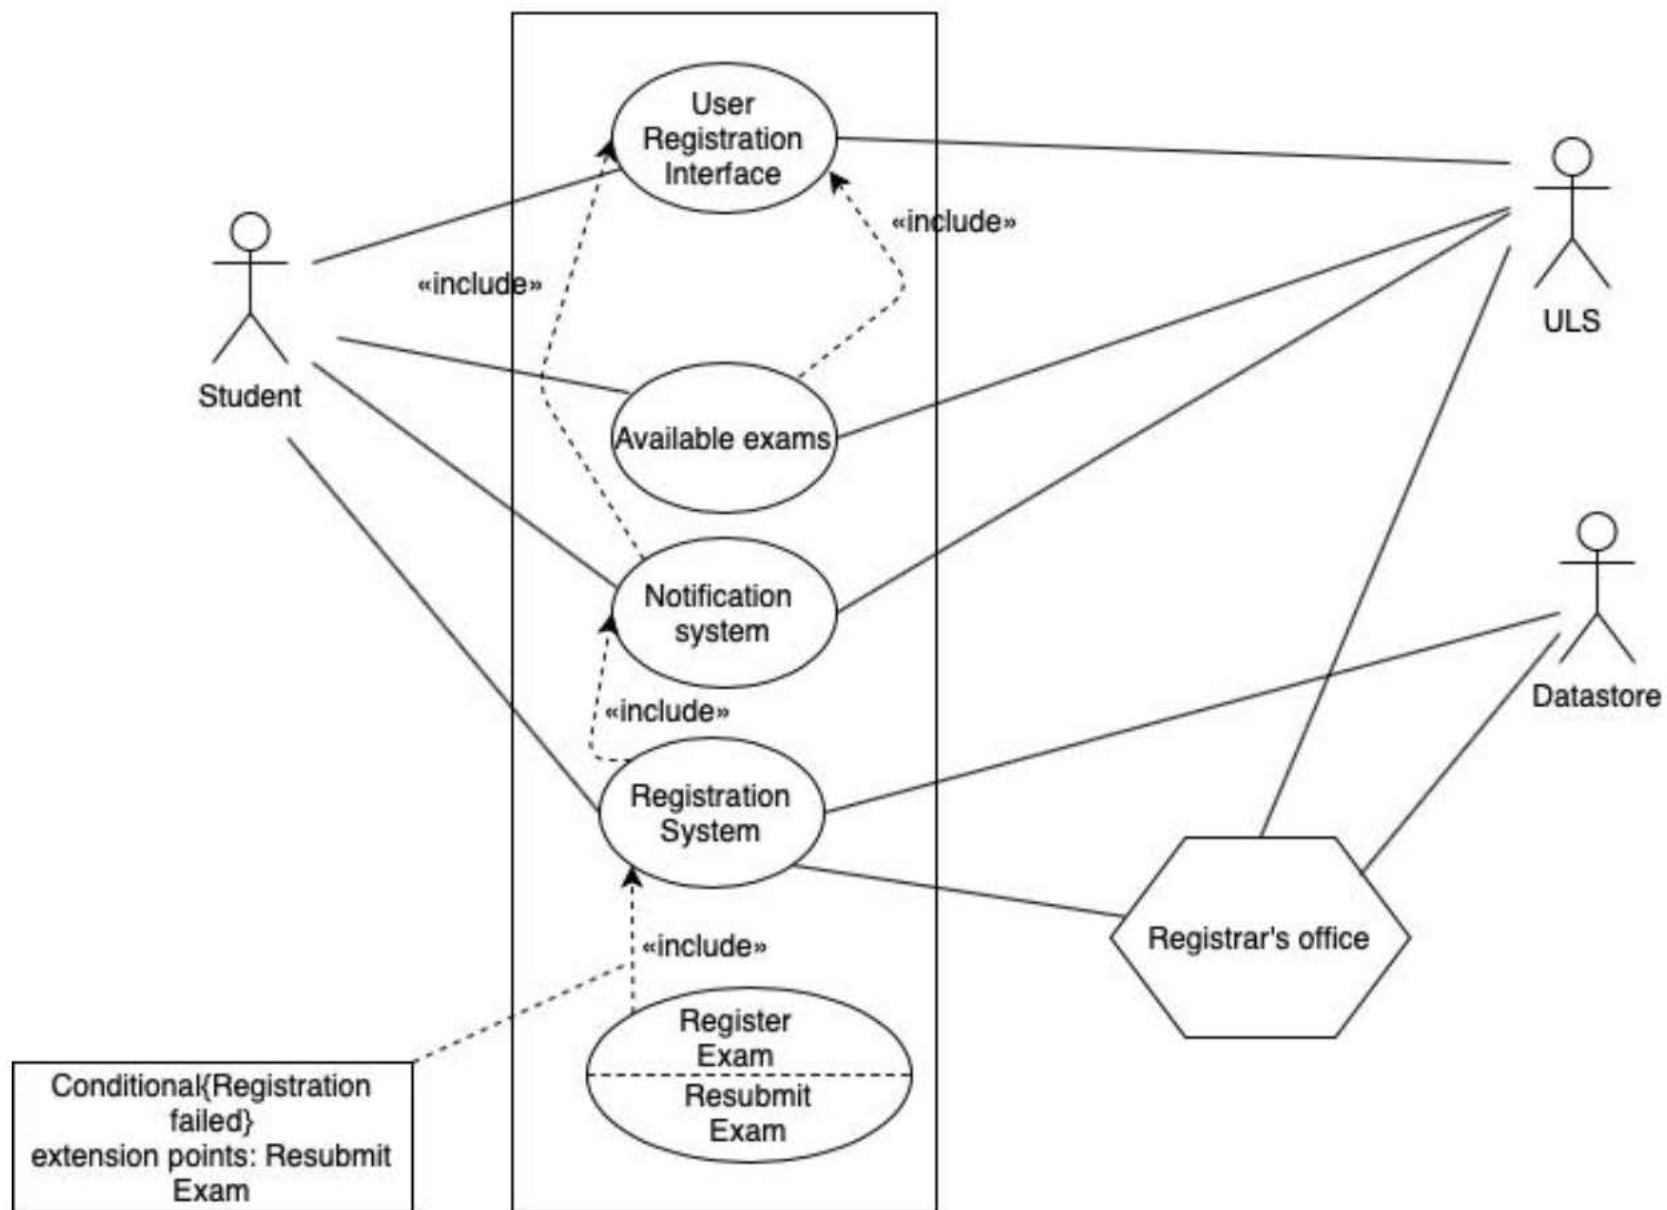 User
Registration
Interface
«include»
«include»
ULS
Student
Available exams
Notification
system
Datastore
«include»
Registration
System
Registrar's office
«include»
Register
Exam
Resubmit
Exam
Conditional{Registration
failed}
extension points: Resubmit
Exam